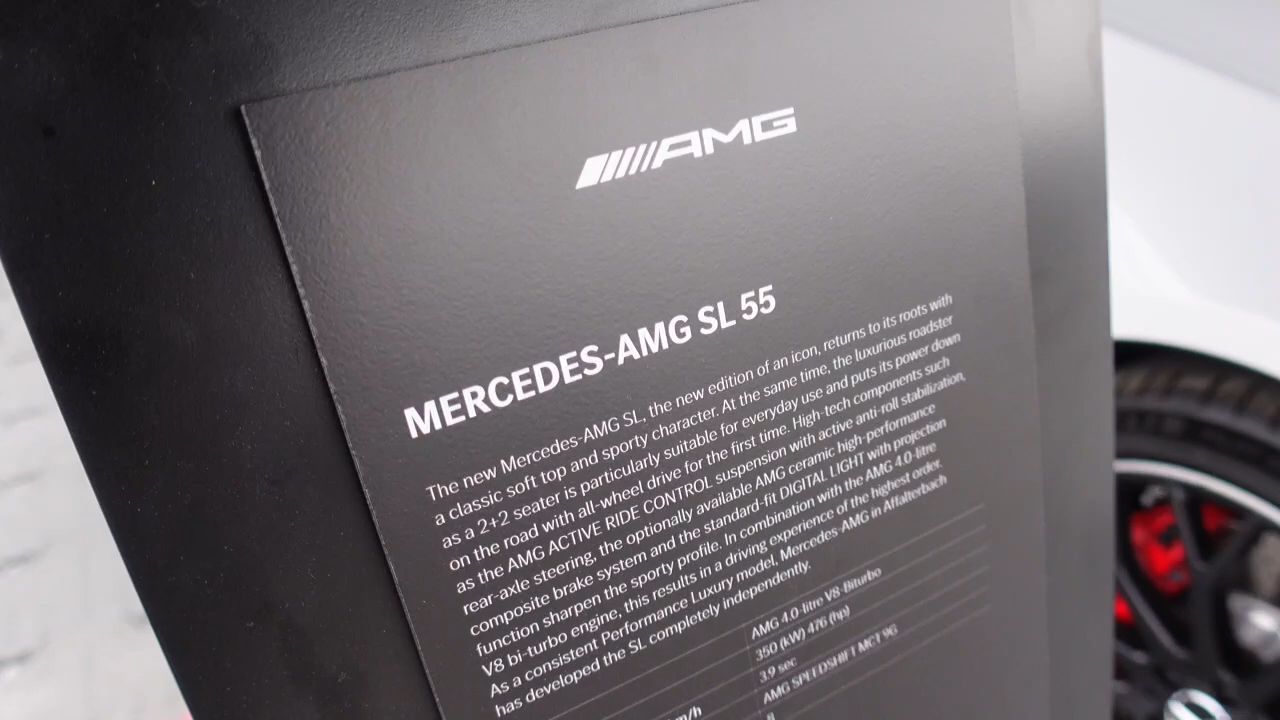 AMG
MERCEDES-AMG SL 55
The new Mercedes-AMG SL, the new edition of an icon, returns to its roots with
a classic soft top and sporty character. At the same time, the luxurious roadster
as a 2+2 seater is particularly suitable for everyday use and puts its power down
on the road with all-wheel drive for the first time. High-tech components such
as the AMG ACTIVE RIDE CONTROL suspension with active anti-roll stabilization,
rear-axle steering, the optionally available AMG ceramic high-performance
composite brake system and the standard-fit DIGITAL LIGHT with projection
function sharpen the sporty profile. In combination with the AMG 4.0-litre
V8 bi-turbo engine, this results in a driving experience of the highest order.
As a consistent Performance Luxury model, Mercedes-AMG in Affalterbach
has developed the SL completely independently.
AMG 4.0-litre V8-Biturbo
350 (kW) 476 (hp)
3.9 sec
m/h AMG SPEEDSHIFT MCT 9G